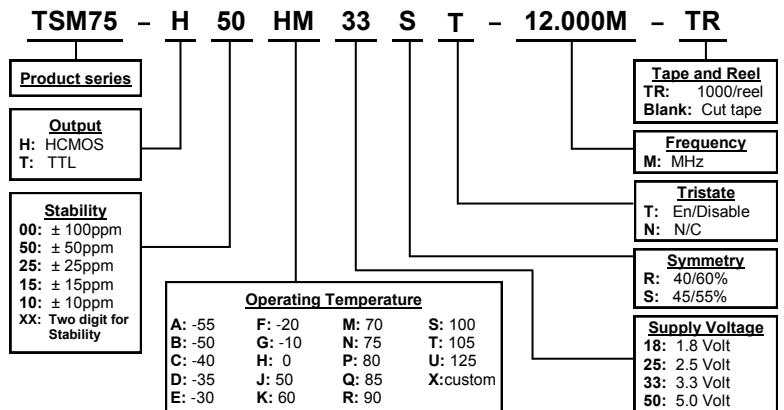 TSM75 – H 50 HM 33 S T – 12.000M – TR
Product series
Output
H: HCMOS
T: TTL
Stability
00: ± 100ppm
50: ± 50ppm
25: ± 25ppm
15: ± 15ppm
10: ± 10ppm
XX: Two digit for
Stability
Operating Temperature
A: -55 F: -20 M: 70 S: 100
B: -50 G: -10 N: 75 T: 105
C: -40 H: 0 P: 80 U: 125
D: -35 J: 50 Q: 85 X:custom
E: -30 K: 60 R: 90
Tape and Reel
TR: 1000/reel
Blank: Cut tape
Frequency
M: MHz
Tristate
T: En/Disable
N: N/C
Symmetry
R: 40/60%
S: 45/55%
Supply Voltage
18: 1.8 Volt
25: 2.5 Volt
33: 3.3 Volt
50: 5.0 Volt